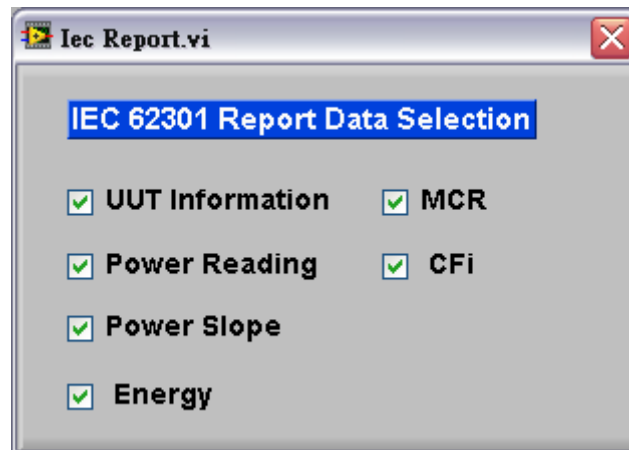 Iec Report.vi
IEC 62301 Report Data Selection
UUT Information
MCR
Power Reading
CFi
Power Slope
Energy